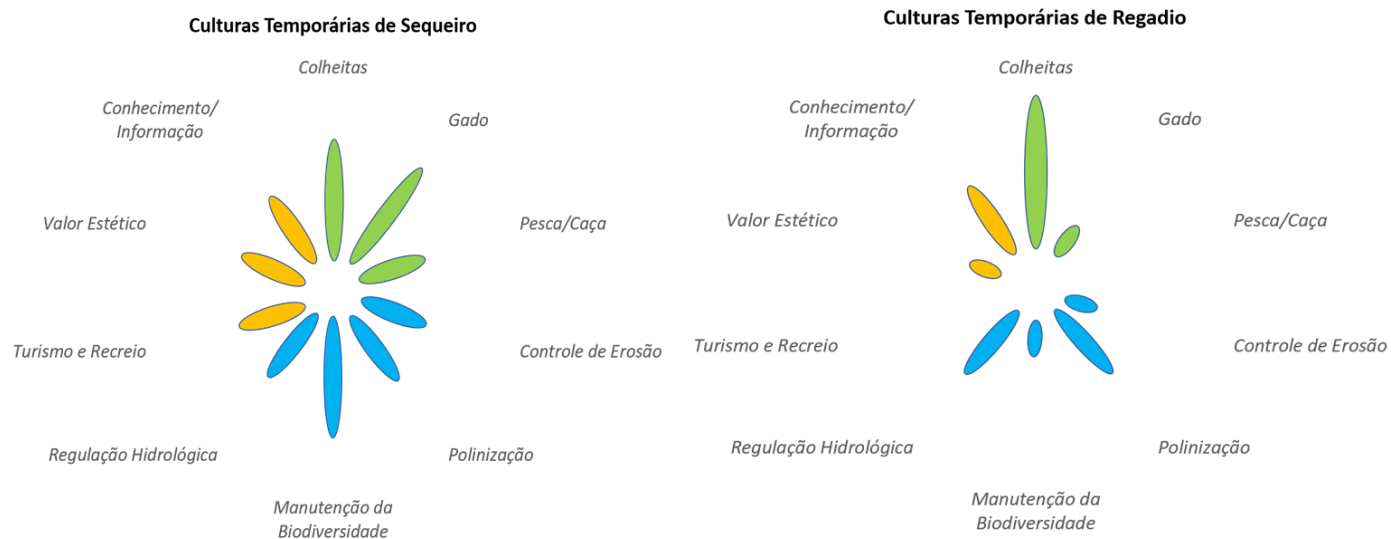 Culturas Temporárias de Sequeiro
Colheitas
Conhecimento/
Informação
Gado
Valor Estético
Pesca/Caça
Turismo e Recreio
Controle de Erosão
Regulação Hidrológica
Polinização
Manutenção da
Biodiversidade
Culturas Temporárias de Regadio
Colheitas
Conhecimento/
Informação
Gado
Valor Estético
Pesca/Caça
Turismo e Recreio
Controle de Erosão
Regulação Hidrológica
Polinização
Manutenção da
Biodiversidade